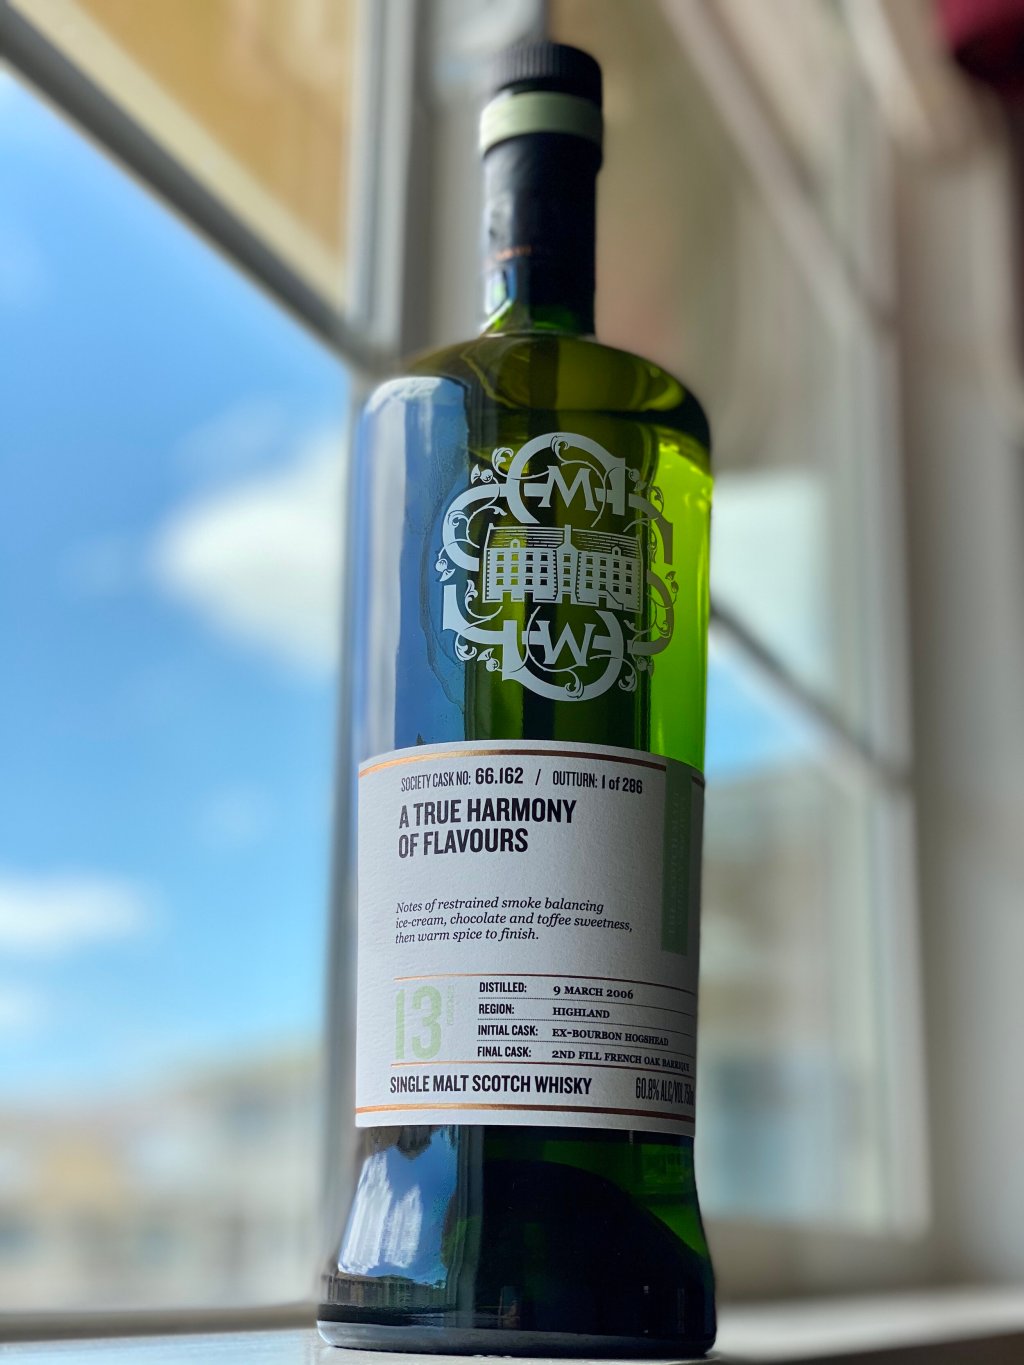 SOCIETY CASK NO: 66.162 / OUTTURN: 1 of 286
A TRUE HARMONY
OF FLAVOURS
Notes of restrained smoke balancing
ice-cream, chocolate and toffee sweetness,
then warm spice to finish.
13
DISTILLED: 9 MARCH 2006
REGION: HIGHLAND
INITIAL CASK: EX-BOURBON HOGSHEAD
FINAL CASK: 2ND FILL FRENCH OAK BARRIQUE
SINGLE MALT SCOTCH WHISKY 60.8% ALC/VOL